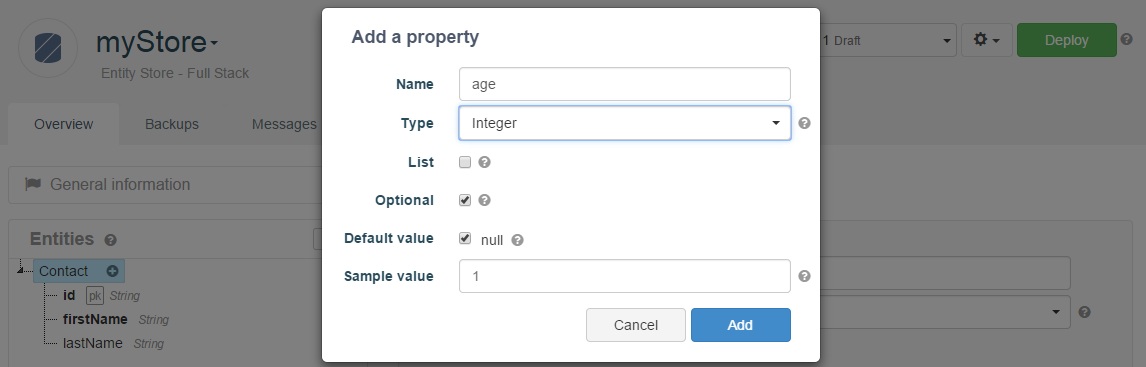 myStore
Entity Store - Full Stack
1 Draft
Deploy
Overview
Backups
Messages
General information
Entities
Contact
id pk String
firstName String
lastName String
Add a property
Name
age
Type
Integer
List
Optional
Default value
null
Sample value
1
Cancel
Add